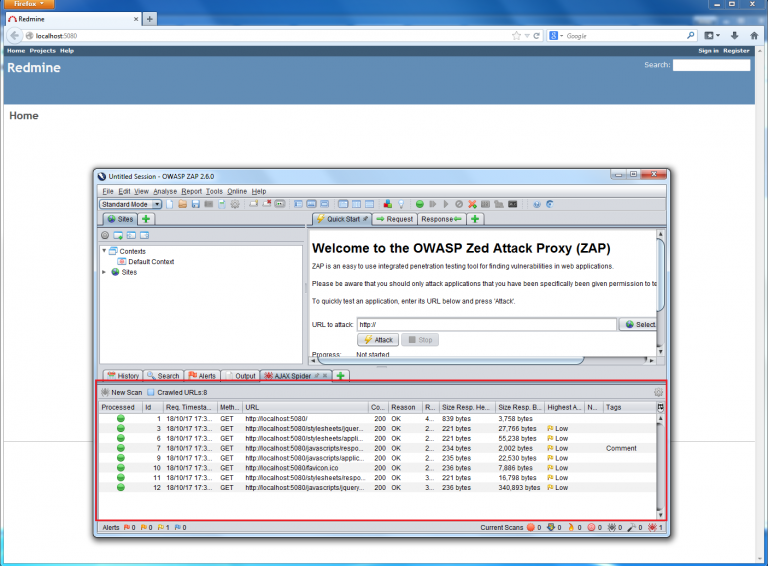 Firefox
Redmine
localhost:5080
Google
Home Projects Help
Sign in Register
Redmine
Search:
Home
Untitled Session - OWASP ZAP 2.6.0
File Edit View Analyse Report Tools Online Help
Standard Mode
Sites
Quick Start Request Response
Contexts
Default Context
Sites
Welcome to the OWASP Zed Attack Proxy (ZAP)
ZAP is an easy to use integrated penetration testing tool for finding vulnerabilities in web applications.
Please be aware that you should only attack applications that you have been specifically been given permission to te
To quickly test an application, enter its URL below and press 'Attack'.
URL to attack: http:// Select.
Attack Stop
Progress: Not started
History Search Alerts Output AJAX Spider
New Scan Crawled URLs:8
Processed Id Req. Timesta... Meth... URL Co... Reason R... Size Resp. He... Size Resp. B... Highest A... N... Tags
1 18/10/17 17:3... GET http://localhost:5080/ 200 OK 4... 839 bytes 3,758 bytes
3 18/10/17 17:3... GET http://localhost:5080/stylesheets/jquer... 200 OK 2... 221 bytes 27,766 bytes Low
6 18/10/17 17:3... GET http://localhost:5080/stylesheets/appli... 200 OK 2... 221 bytes 55,238 bytes Low
7 18/10/17 17:3... GET http://localhost:5080/javascripts/respo... 200 OK 2... 234 bytes 2,002 bytes Low Comment
9 18/10/17 17:3... GET http://localhost:5080/javascripts/applic... 200 OK 2... 235 bytes 22,530 bytes Low
10 18/10/17 17:3... GET http://localhost:5080/favicon.ico 200 OK 2... 236 bytes 7,886 bytes Low
11 18/10/17 17:3... GET http://localhost:5080/stylesheets/respo... 200 OK 3... 221 bytes 16,798 bytes Low
12 18/10/17 17:3... GET http://localhost:5080/javascripts/jquery... 200 OK 3... 236 bytes 340,893 bytes Low
Alerts 0 0 1 0 Current Scans 0 0 0 0 0 0 1